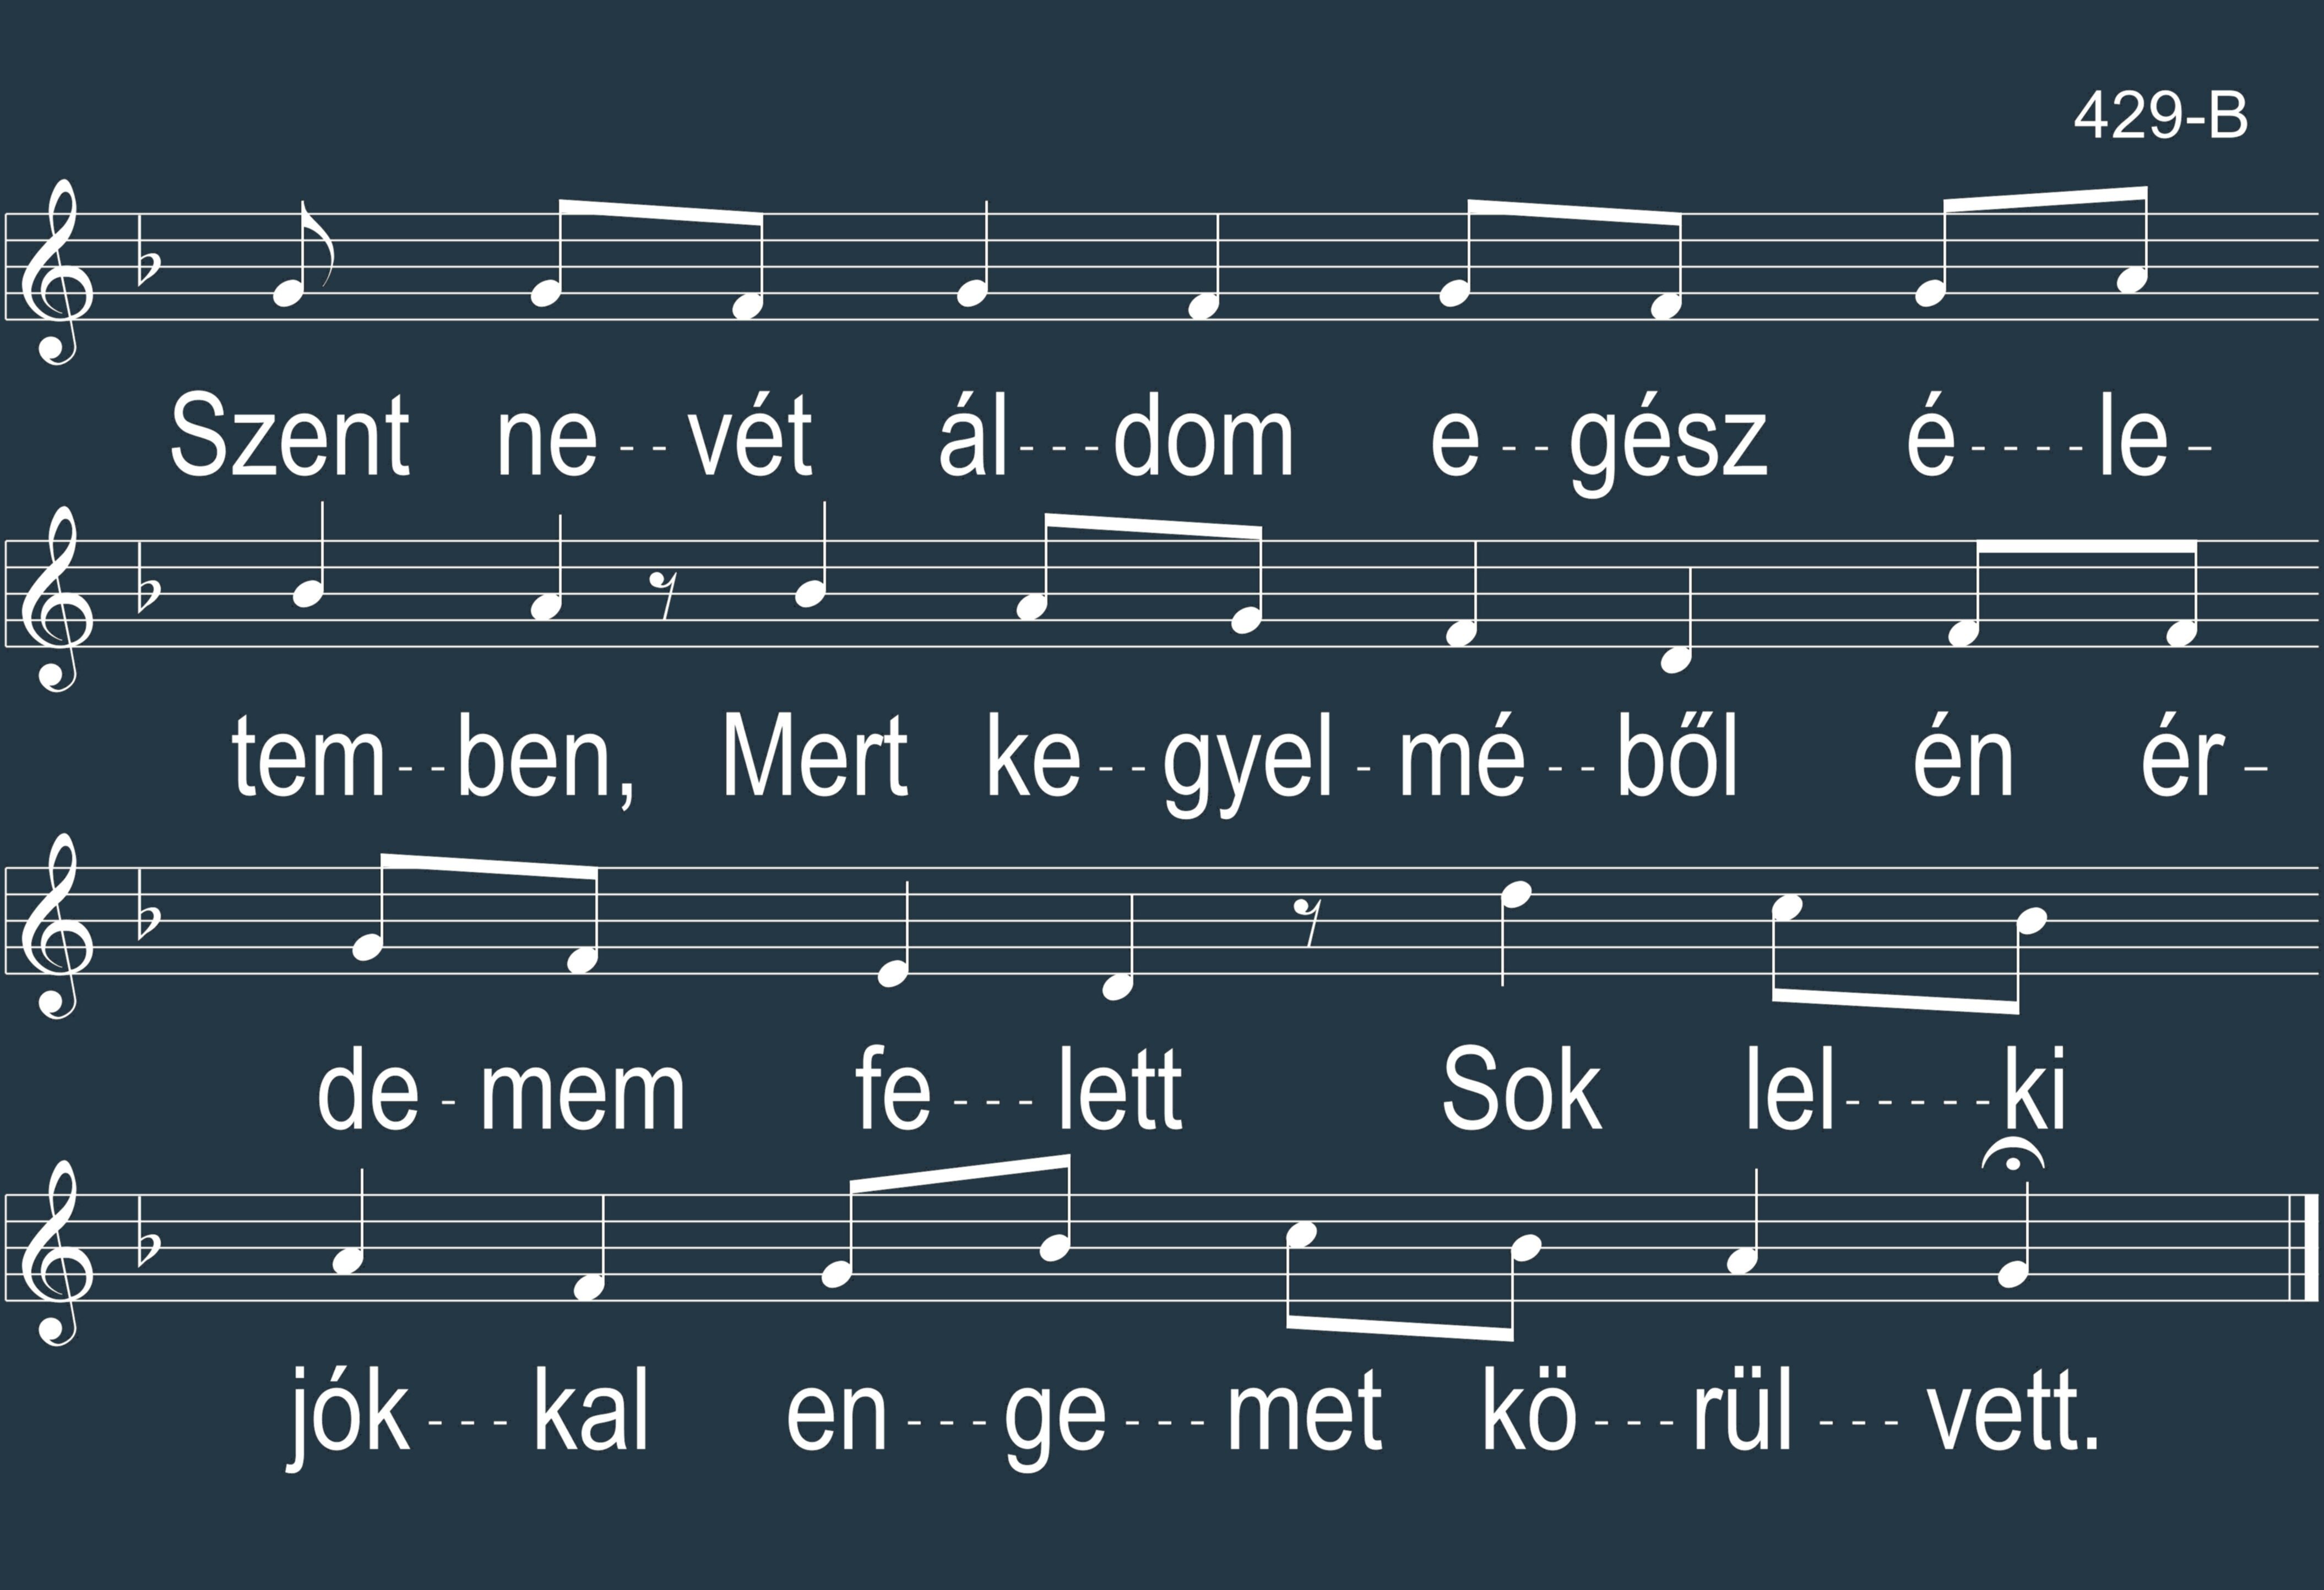 429-B
Szent ne--vét ál---dom e--gész é----le-
tem--ben, Mert ke--gyel-mé--ből én ér-
de-mem fe---lett Sok lel-----ki
jók---kal en---ge---met kö---rül---vett.